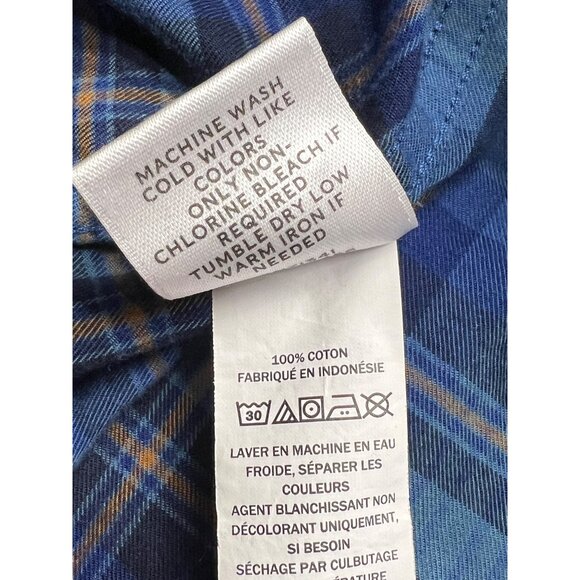 MACHINE WASH
COLD WITH LIKE
COLORS
ONLY NON-
CHLORINE BLEACH IF
REQUIRED
TUMBLE DRY LOW
WARM IRON IF
NEEDED
100% COTON
FABRIQUÉ EN INDONÉSIE
30
LAVER EN MACHINE EN EAU
FROIDE, SÉPARER LES
COULEURS
AGENT BLANCHISSANT NON
DÉCOLORANT UNIQUEMENT,
SI BESOIN
SÉCHAGE PAR CULBUTAGE
TEMPÉRATURE